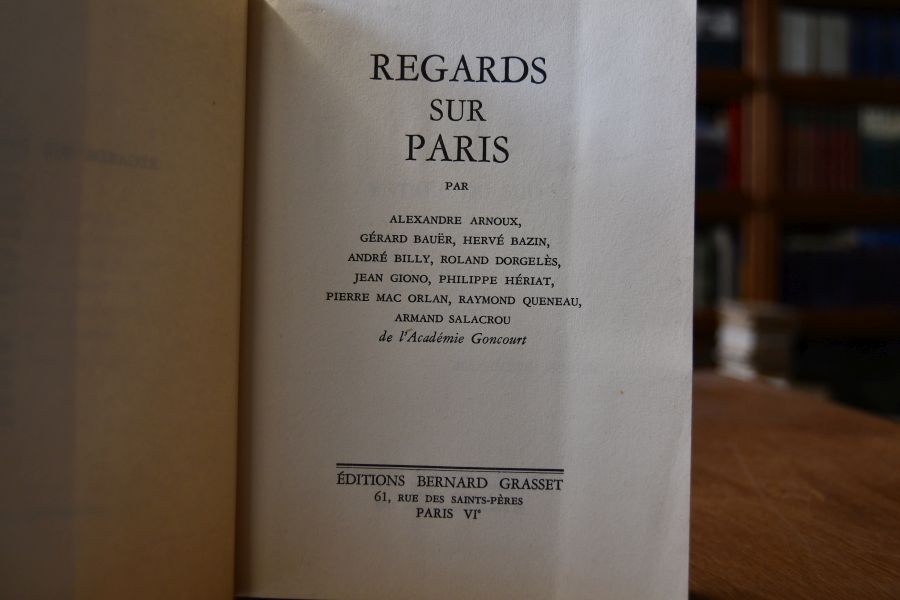 REGARDS
SUR
PARIS
PAR
ALEXANDRE ARNOUX,
GÉRARD BAUËR, HERVÉ BAZIN,
ANDRÉ BILLY, ROLAND DORGELÈS,
JEAN GIONO, PHILIPPE HÉRIAT,
PIERRE MAC ORLAN, RAYMOND QUENEAU,
ARMAND SALACROU
de l'Académie Goncourt
ÉDITIONS BERNARD GRASSET
61, RUE DES SAINTS-PÈRES
PARIS VIe